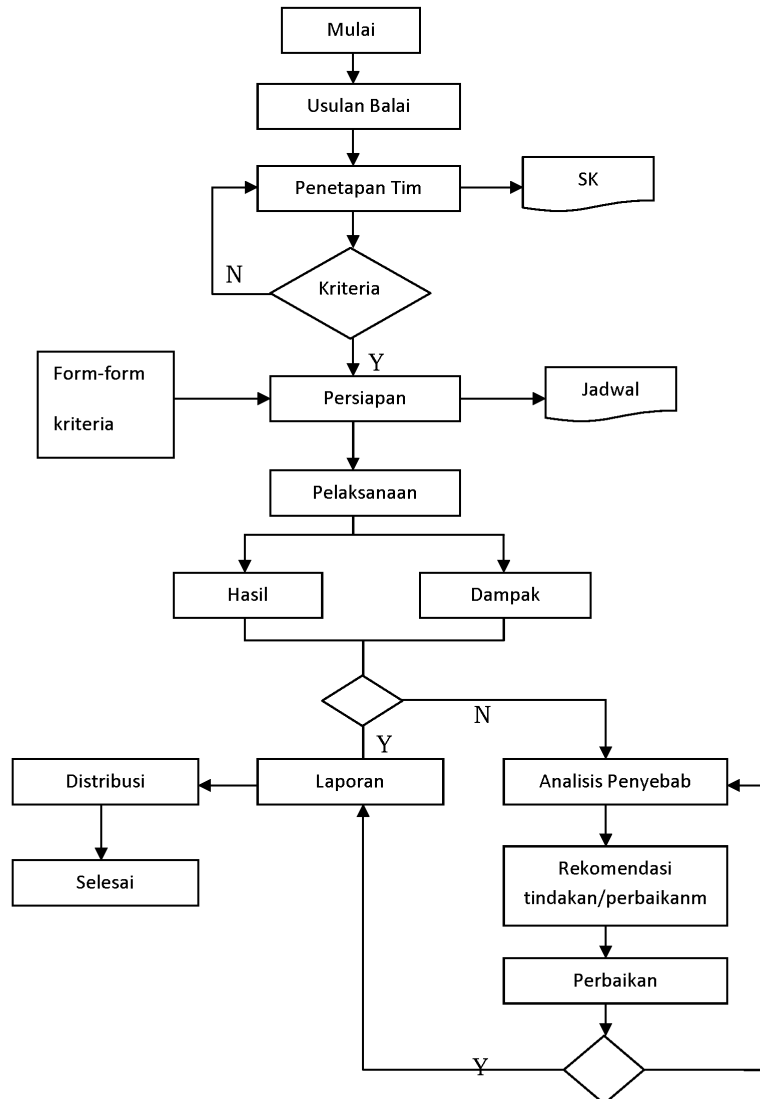 Mulai
Usulan Balai
Penetapan Tim
SK
N
Kriteria
Y
Form-form
kriteria
Persiapan
Jadwal
Pelaksanaan
Hasil
Dampak
N
Y
Distribusi
Laporan
Analisis Penyebab
Selesai
Rekomendasi
tindakan/perbaikanm
Perbaikan
Y